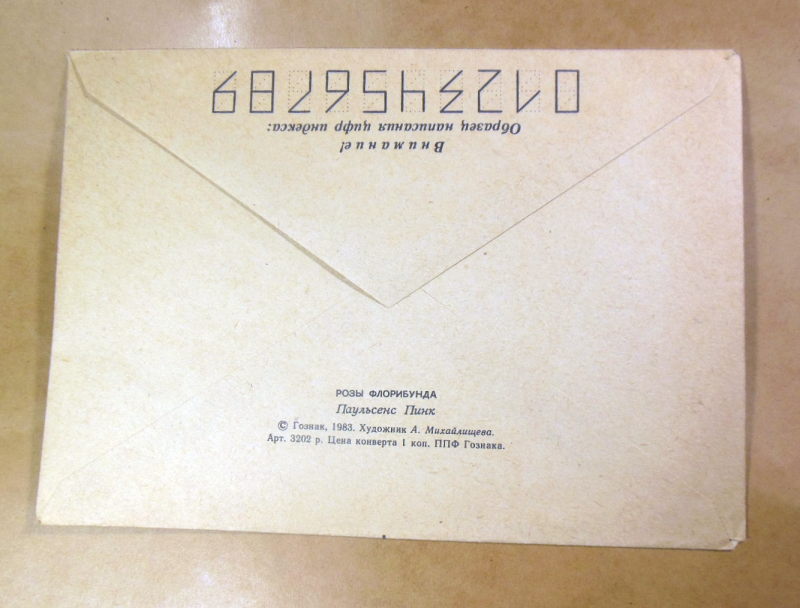 Внимание!
Образец написания цифр индекса:
0123456789
РОЗЫ ФЛОРИБУНДА
Паульсенс Пинк
© Гознак, 1983. Художник А. Михайлищева.
Арт. 3202 р. Цена конверта 1 коп. ППФ Гознака.